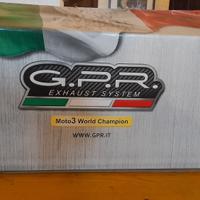 G.P.R.
EXHAUST SYSTEM
Moto3 World Champion
WWW.GPR.IT